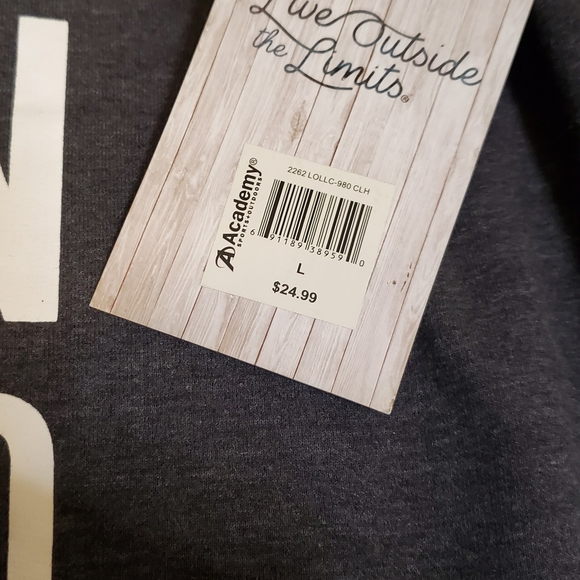 Live Outside
the Limits®
2262 LOLLC-980 CLH
Academy®
SPORTS+OUTDOORS
6 91189 38959 0
L
$24.99
N